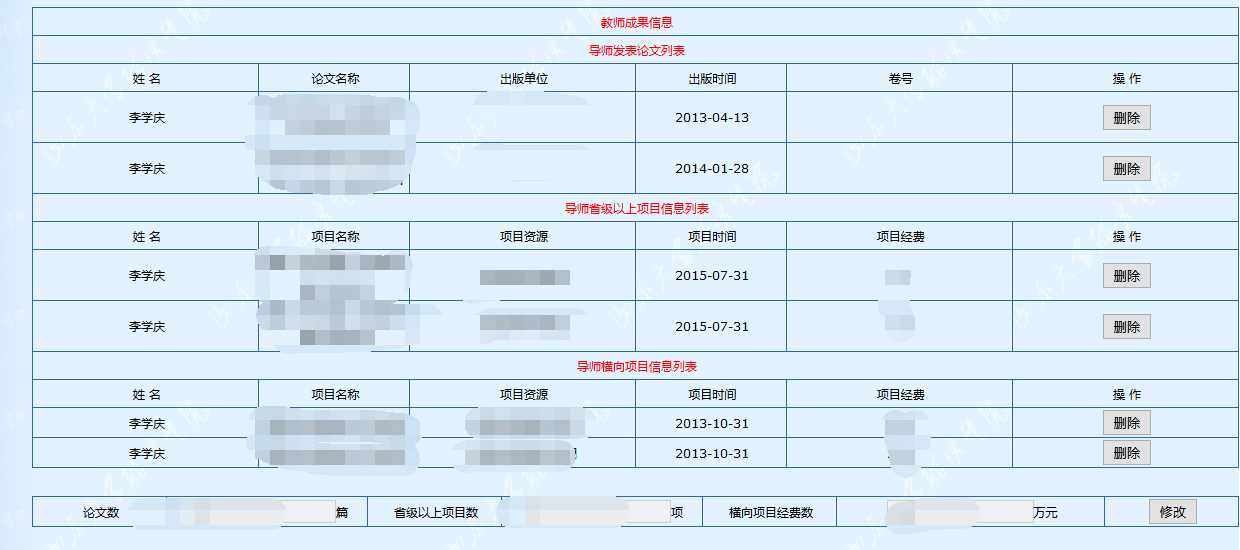 教师成果信息
导师发表论文列表
姓 名 论文名称 出版单位 出版时间 卷号 操 作
李学庆 2013-04-13 删除
李学庆 2014-01-28 删除
导师省级以上项目信息列表
姓 名 项目名称 项目资源 项目时间 项目经费 操 作
李学庆 2015-07-31 删除
李学庆 2015-07-31 删除
导师横向项目信息列表
姓 名 项目名称 项目资源 项目时间 项目经费 操 作
李学庆 2013-10-31 删除
李学庆 2013-10-31 删除
论文数 篇 省级以上项目数 项 横向项目经费数 万元 修改